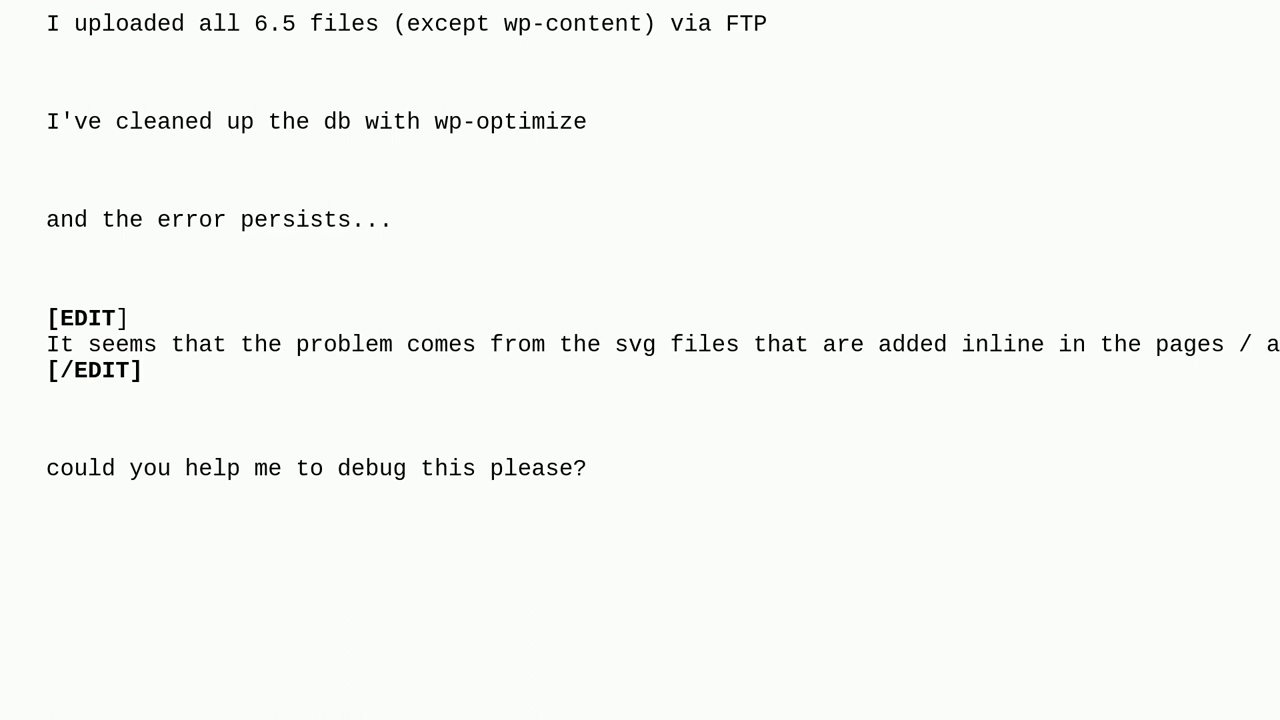 I uploaded all 6.5 files (except wp-content) via FTP
I've cleaned up the db with wp-optimize
and the error persists...
[EDIT]
It seems that the problem comes from the svg files that are added inline in the pages / a
[/EDIT]
could you help me to debug this please?